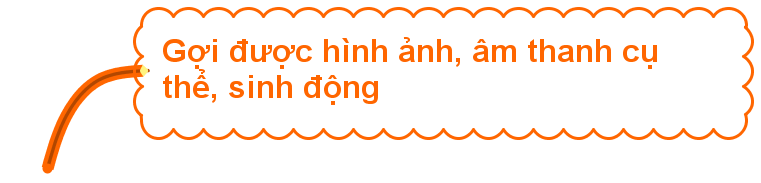 Gợi được hình ảnh, âm thanh cụ
thể, sinh động